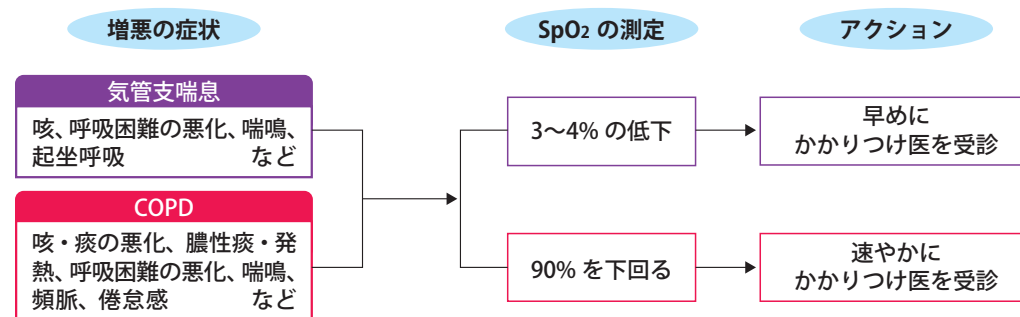 増悪の症状
SpO₂ の測定
アクション
気管支喘息
咳、呼吸困難の悪化、喘鳴、
起坐呼吸 など
COPD
咳・痰の悪化、膿性痰・発
熱、呼吸困難の悪化、喘鳴、
頻脈、倦怠感 など
3〜4% の低下
早めに
かかりつけ医を受診
90% を下回る
速やかに
かかりつけ医を受診